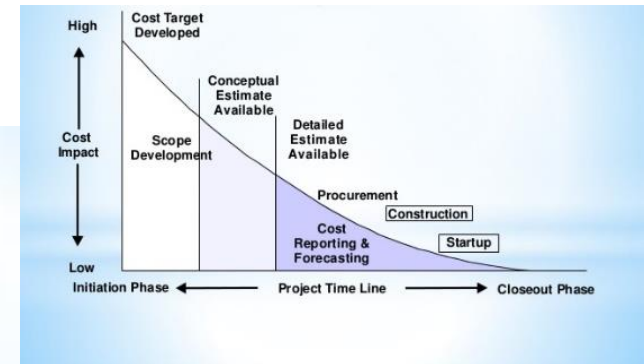 High
Cost Target
Developed
Conceptual
Estimate
Available
Detailed
Estimate
Available
Cost
Impact
Scope
Development
Procurement
Construction
Cost
Reporting &
Forecasting
Startup
Low
Initiation Phase
Project Time Line
Closeout Phase